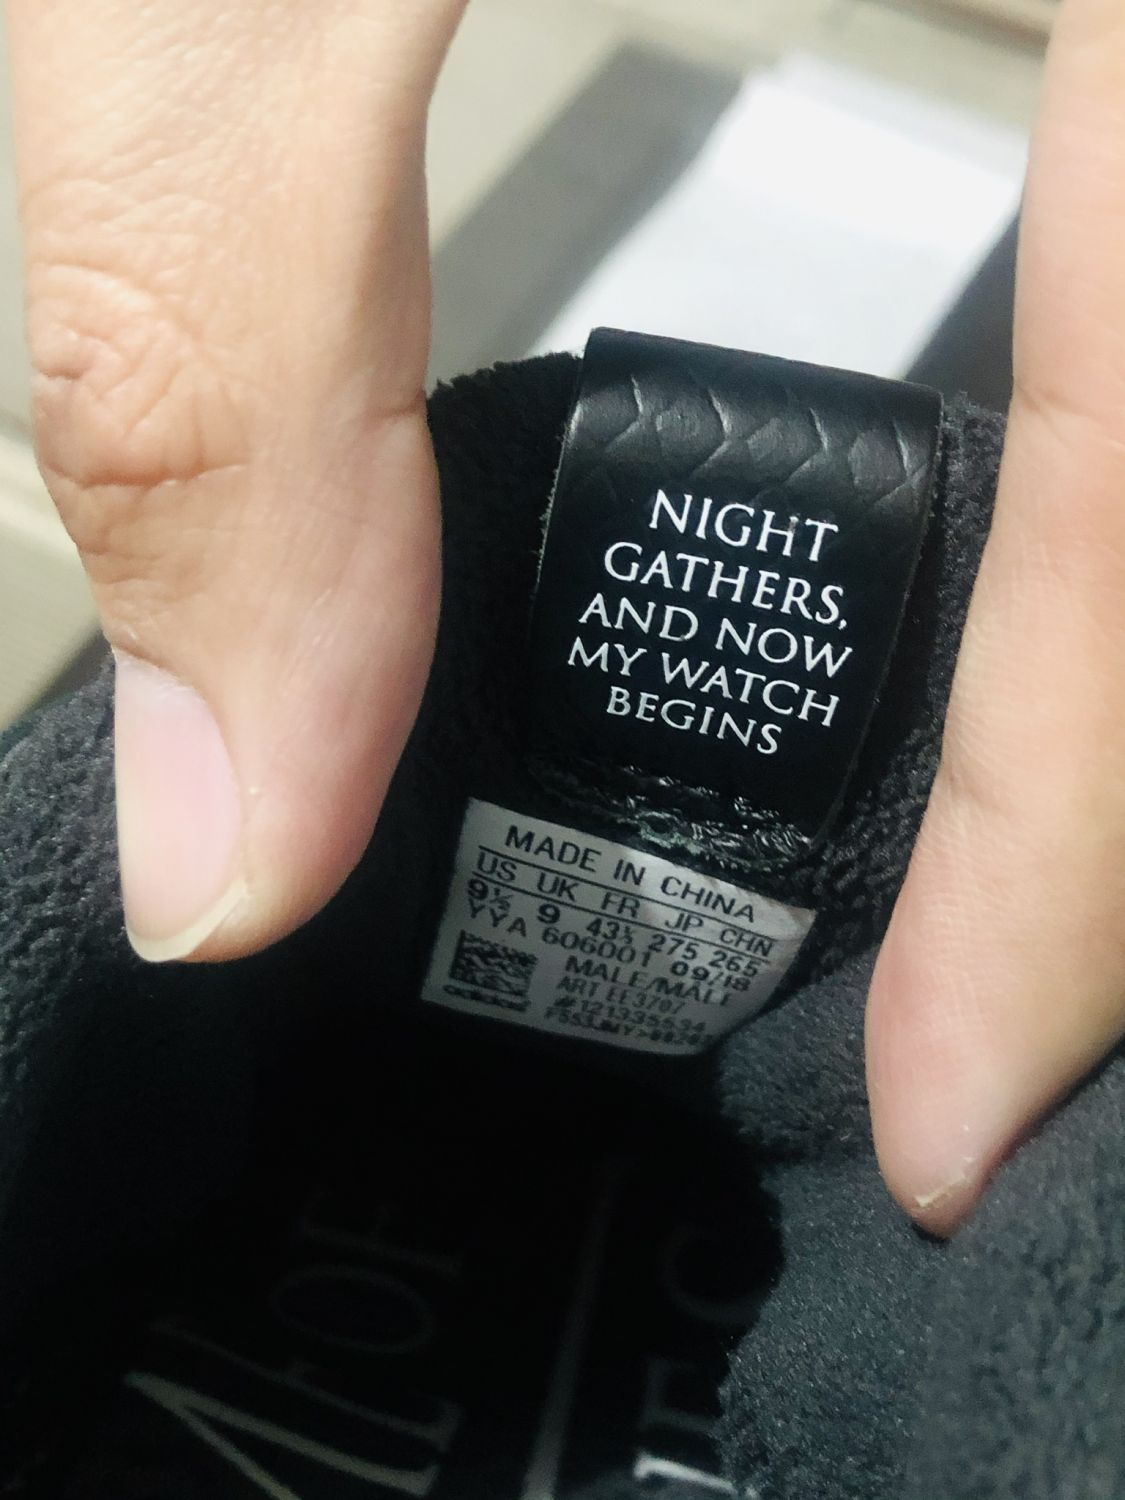 NIGHT
GATHERS,
AND NOW
MY WATCH
BEGINS
MADE IN CHINA
US UK FR JP CHN
9½ 9 43⅓ 275 265
YYA 606001 09/18
MALE/MALE
ART EE3707
#121335534